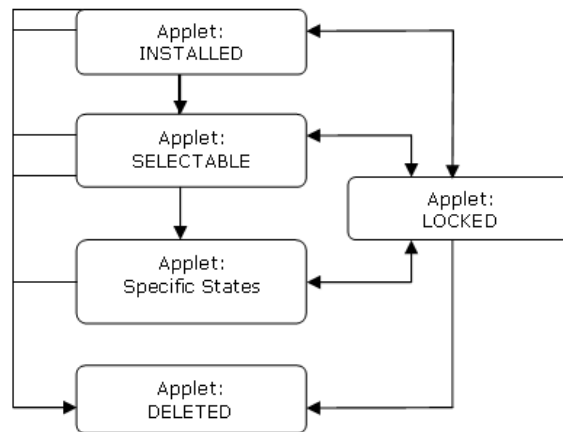 Applet:
INSTALLED
Applet:
SELECTABLE
Applet:
LOCKED
Applet:
Specific States
Applet:
DELETED